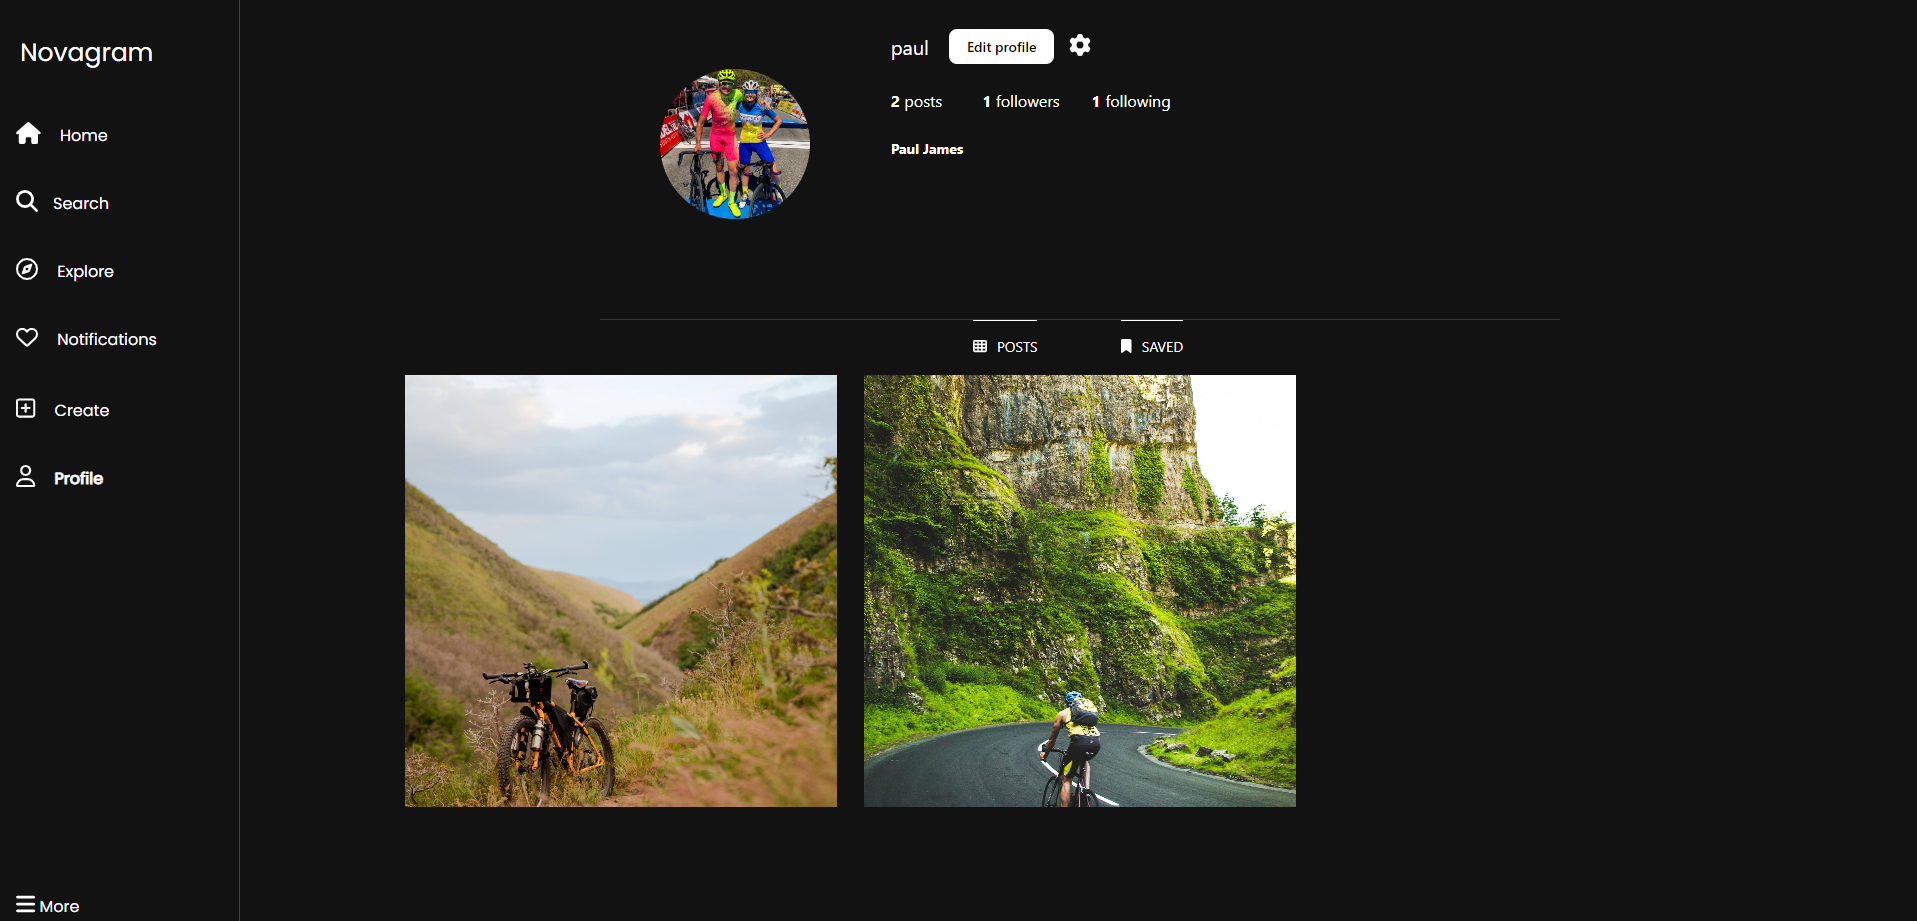 Novagram
Home
Search
Explore
Notifications
Create
Profile
More
paul
Edit profile
2 posts 1 followers 1 following
Paul James
POSTS SAVED